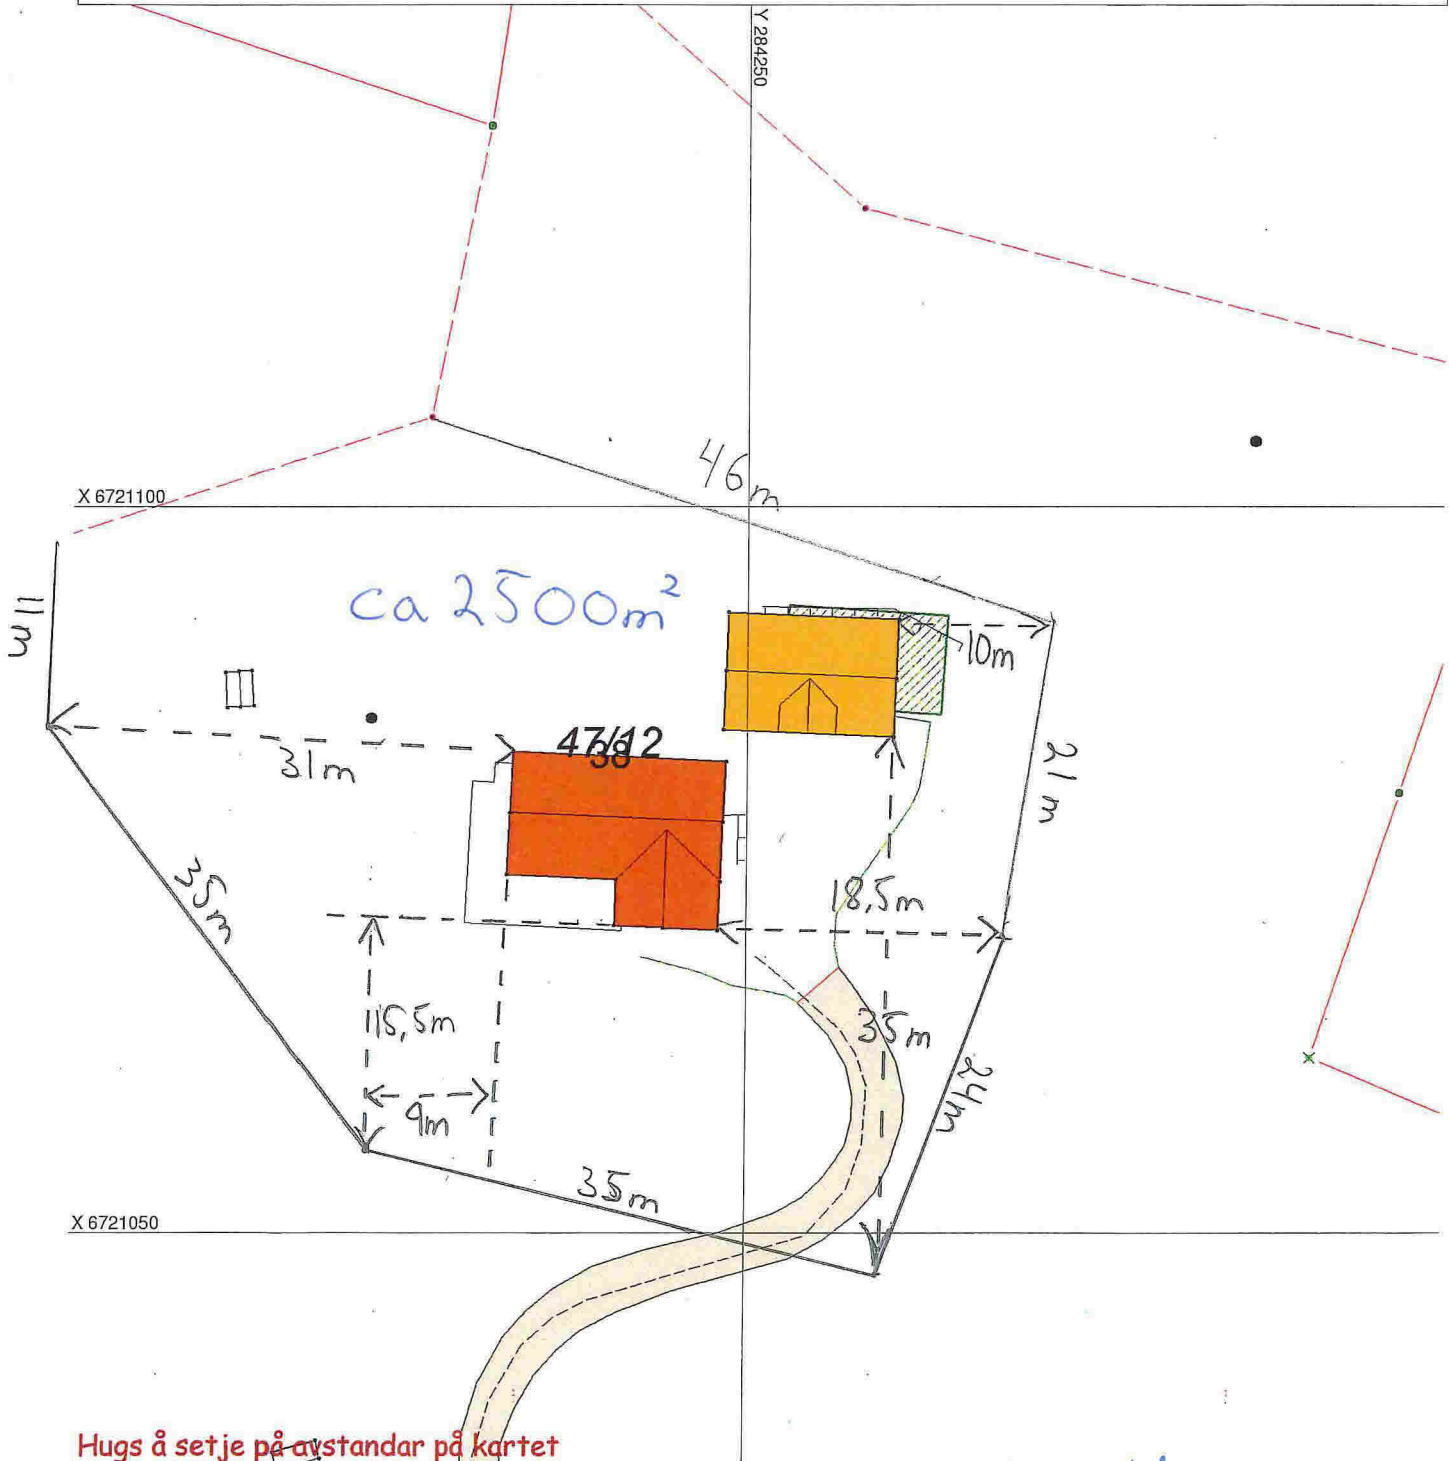 Y 284250
46m
X 6721100
ca 2500m²
11m
10m
47/12
38
31m
21m
35m
18,5m
15,5m
35m
9m
24m
35m
X 6721050
Hugs å setje på avstandar på kartet